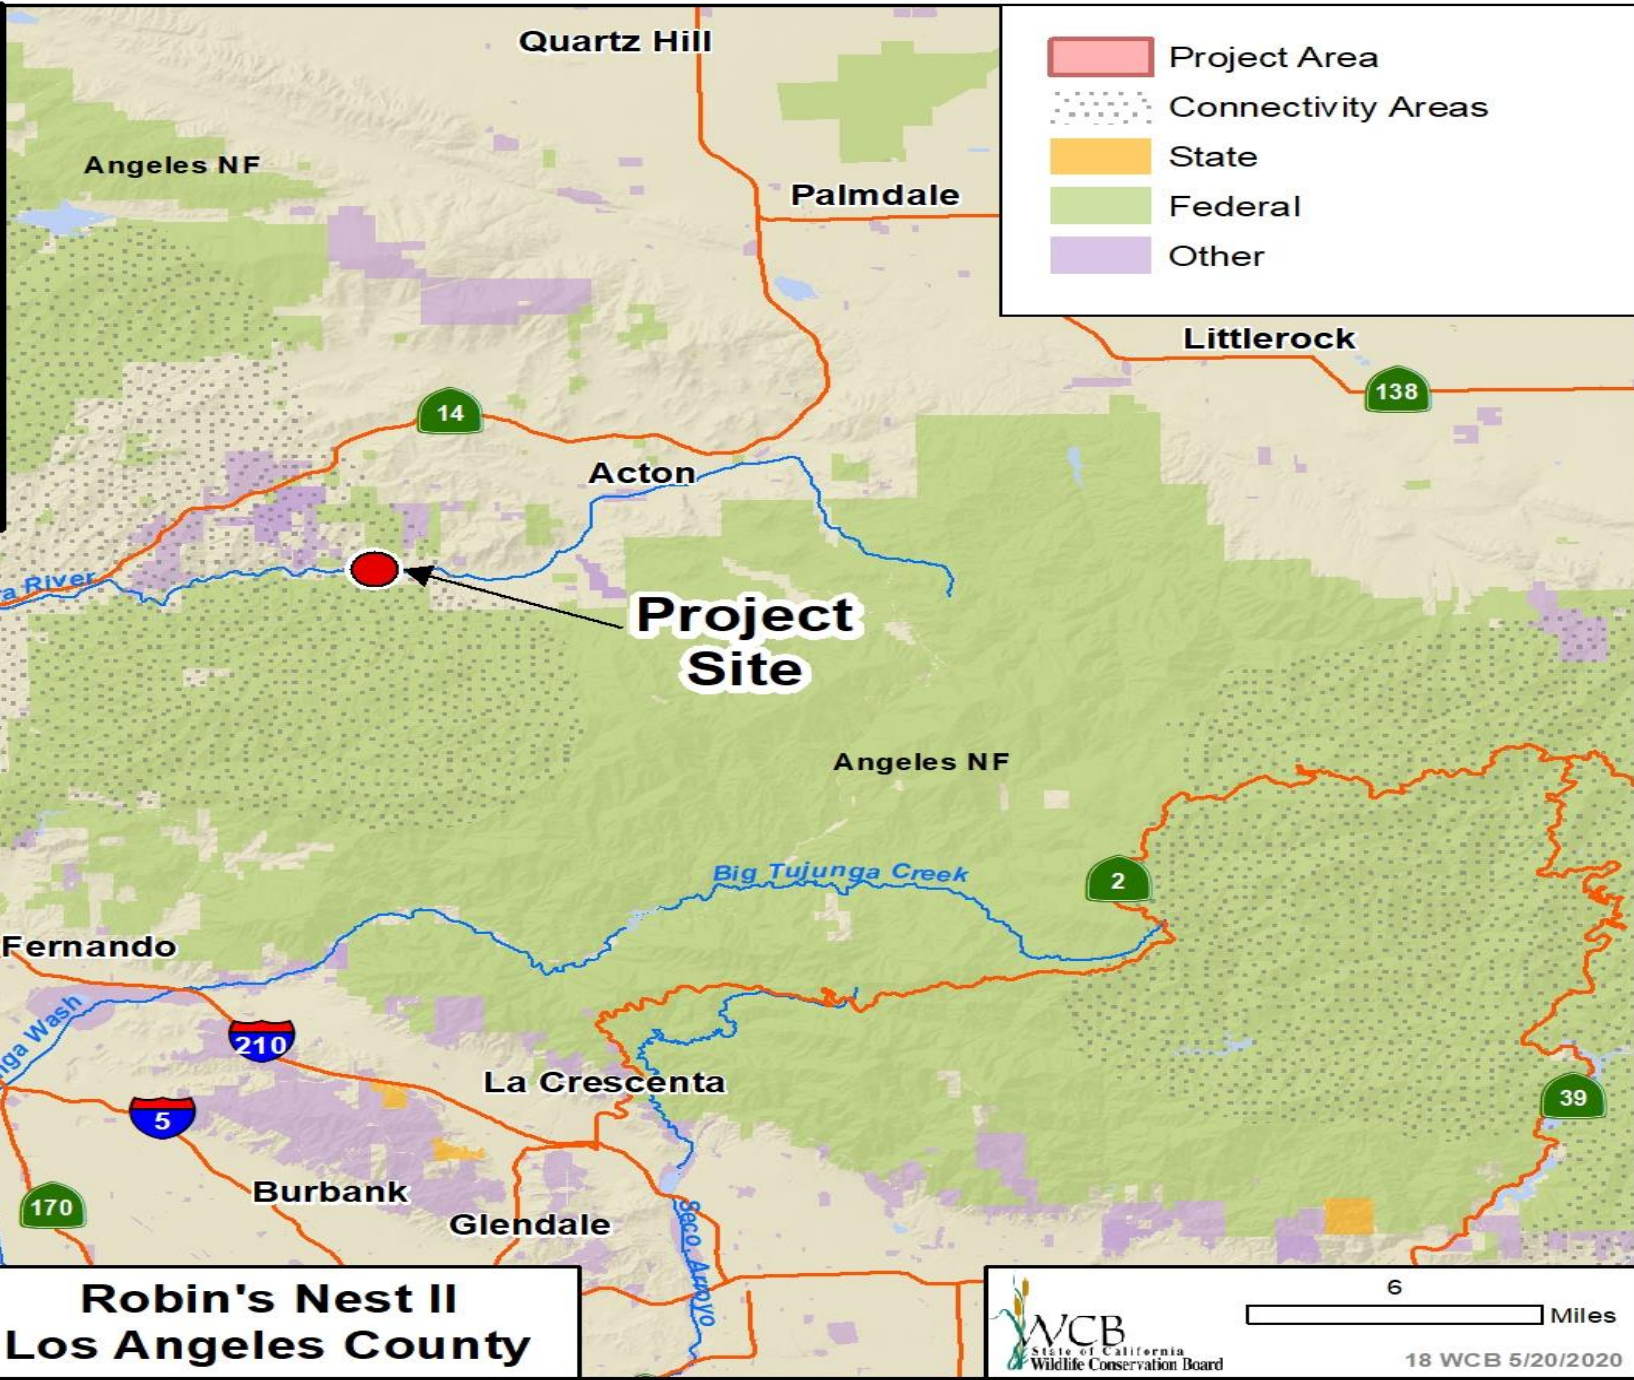 Quartz Hill
Project Area
Connectivity Areas
State
Federal
Other
Angeles NF
Palmdale
Littlerock
138
14
Acton
River
Project
Site
Angeles NF
Big Tujunga Creek
2
Fernando
Wash
210
La Crescenta
5
39
170
Burbank
Glendale
Seco, Arroyo
Robin's Nest II
Los Angeles County
WCB
State of California
Wildlife Conservation Board
6
Miles
18 WCB 5/20/2020